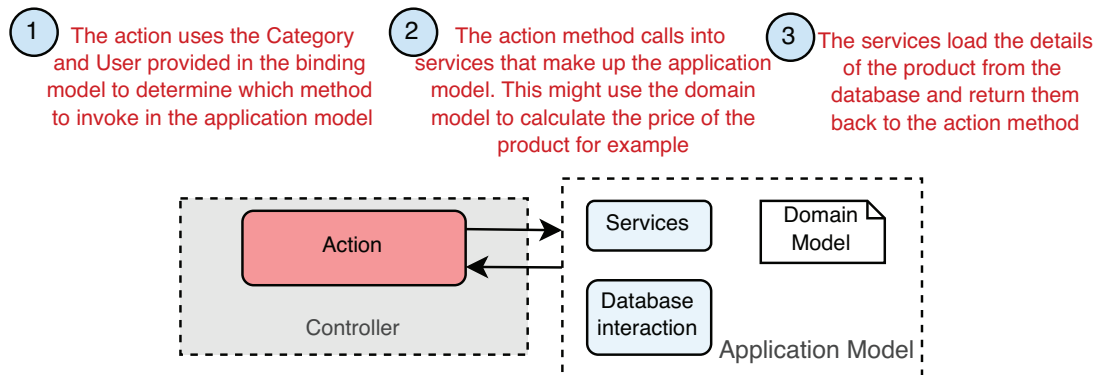 1
The action uses the Category
and User provided in the binding
model to determine which method
to invoke in the application model
2
The action method calls into
services that make up the application
model. This might use the domain
model to calculate the price of the
product for example
3
The services load the details
of the product from the
database and return them
back to the action method
Action
Controller
Services
Domain
Model
Database
interaction
Application Model